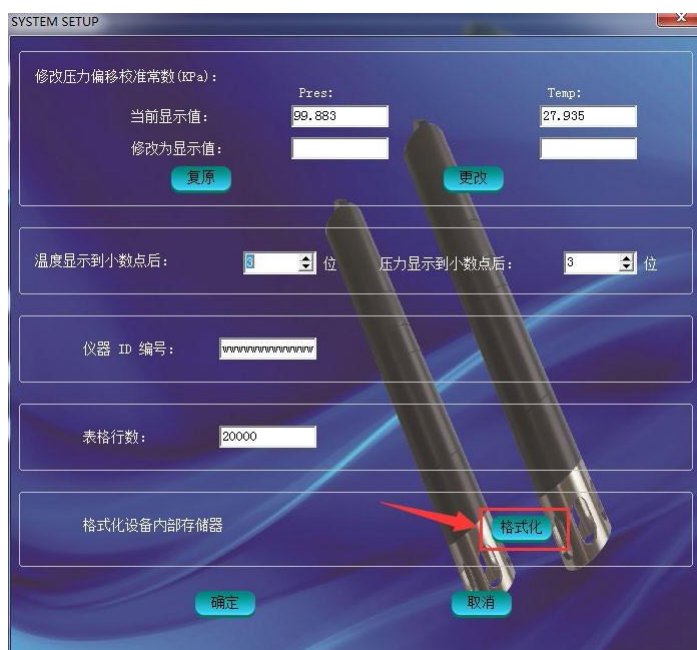 SYSTEM SETUP
修改压力偏移校准常数(KPa):
Pres: Temp:
当前显示值: 99.883 27.935
修改为显示值:
复原 更改
温度显示到小数点后: 3 位 压力显示到小数点后: 3 位
仪器 ID 编号:
表格行数: 20000
格式化设备内部存储器 格式化
确定 取消